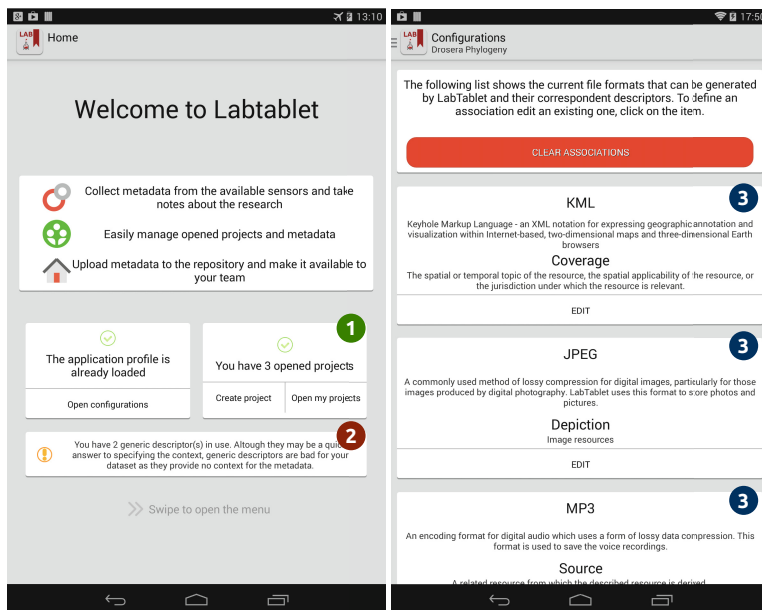 13:10
LAB
Home
Welcome to Labtablet
Collect metadata from the available sensors and take
notes about the research
Easily manage opened projects and metadata
Upload metadata to the repository and make it available to
your team
1
The application profile is
already loaded
Open configurations
You have 3 opened projects
Create project
Open my projects
2
You have 2 generic descriptor(s) in use. Altough they may be a quick
answer to specifying the context, generic descriptors are bad for your
dataset as they provide no context for the metadata.
Swipe to open the menu
17:50
LAB
Configurations
Drosera Phylogeny
The following list shows the current file formats that can be generated
by LabTablet and their correspondent descriptors. To define an
association edit an existing one, click on the item.
CLEAR ASSOCIATIONS
3
KML
Keyhole Markup Language - an XML notation for expressing geographic annotation and
visualization within Internet-based, two-dimensional maps and three-dimensional Earth
browsers
Coverage
The spatial or temporal topic of the resource, the spatial applicability of the resource, or
the jurisdiction under which the resource is relevant.
EDIT
3
JPEG
A commonly used method of lossy compression for digital images, particularly for those
images produced by digital photography. LabTablet uses this format to store photos and
pictures.
Depiction
Image resources
EDIT
3
MP3
An encoding format for digital audio which uses a form of lossy data compression. This
format is used to save the voice recordings.
Source
A related resource from which the described resource is derived